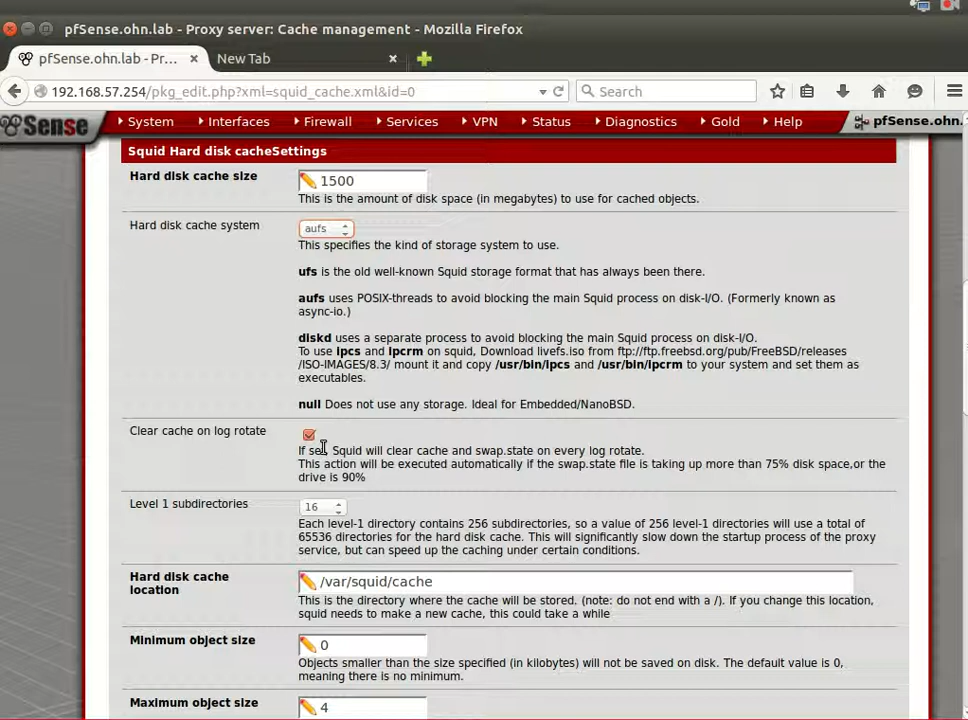 pfSense.ohn.lab - Proxy server: Cache management - Mozilla Firefox
pfSense.ohn.lab - Pr... × New Tab ×
192.168.57.254/pkg_edit.php?xml=squid_cache.xml&id=0 Search
Sense System Interfaces Firewall Services VPN Status Diagnostics Gold Help pfSense.ohn.
Squid Hard disk cacheSettings
Hard disk cache size
1500
This is the amount of disk space (in megabytes) to use for cached objects.
Hard disk cache system
aufs
This specifies the kind of storage system to use.
ufs is the old well-known Squid storage format that has always been there.
aufs uses POSIX-threads to avoid blocking the main Squid process on disk-I/O. (Formerly known as
async-io.)
diskd uses a separate process to avoid blocking the main Squid process on disk-I/O.
To use ipcs and ipcrm on squid, Download livefs.iso from ftp://ftp.freebsd.org/pub/FreeBSD/releases
/ISO-IMAGES/8.3/ mount it and copy /usr/bin/ipcs and /usr/bin/ipcrm to your system and set them as
executables.
null Does not use any storage. Ideal for Embedded/NanoBSD.
Clear cache on log rotate
If set, Squid will clear cache and swap.state on every log rotate.
This action will be executed automatically if the swap.state file is taking up more than 75% disk space,or the
drive is 90%
Level 1 subdirectories
16
Each level-1 directory contains 256 subdirectories, so a value of 256 level-1 directories will use a total of
65536 directories for the hard disk cache. This will significantly slow down the startup process of the proxy
service, but can speed up the caching under certain conditions.
Hard disk cache
location
/var/squid/cache
This is the directory where the cache will be stored. (note: do not end with a /). If you change this location,
squid needs to make a new cache, this could take a while
Minimum object size
0
Objects smaller than the size specified (in kilobytes) will not be saved on disk. The default value is 0,
meaning there is no minimum.
Maximum object size
4